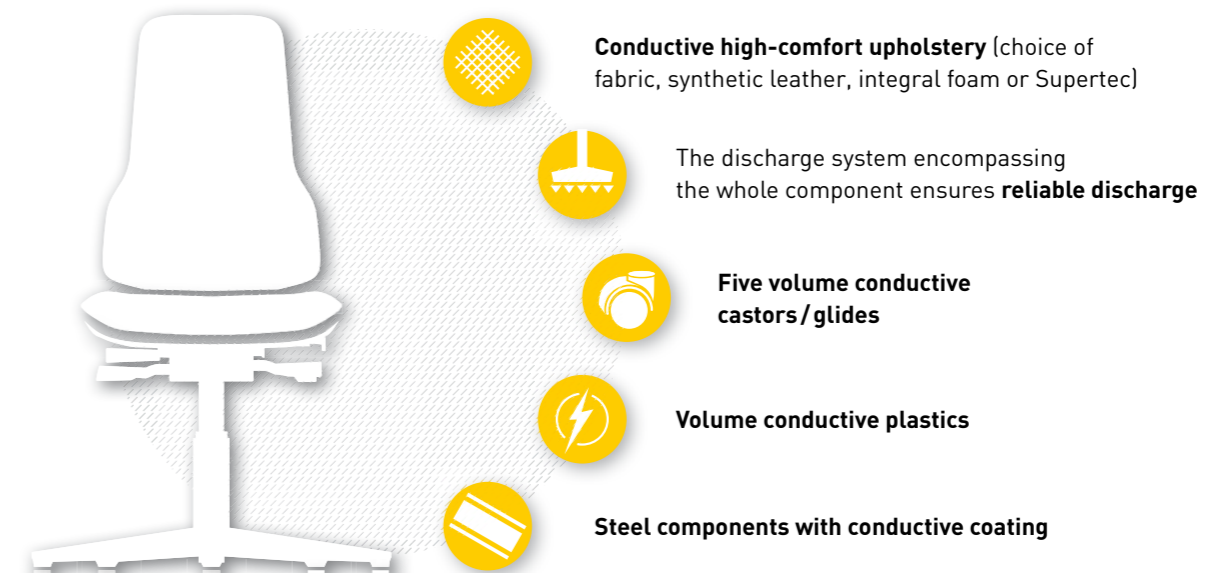 Conductive high-comfort upholstery (choice of
fabric, synthetic leather, integral foam or Supertec)
The discharge system encompassing
the whole component ensures reliable discharge
Five volume conductive
castors/glides
Volume conductive plastics
Steel components with conductive coating